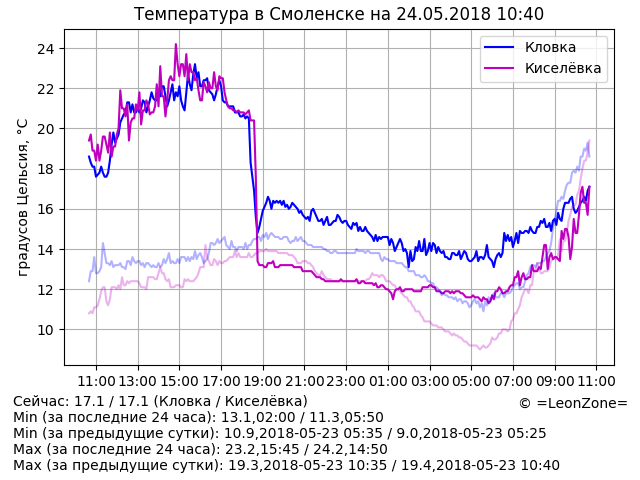 Температура в Смоленске на 24.05.2018 10:40
Кловка
Киселёвка
градусов Цельсия, °C
24
22
20
18
16
14
12
10
11:00 13:00 15:00 17:00 19:00 21:00 23:00 01:00 03:00 05:00 07:00 09:00 11:00
Сейчас: 17.1 / 17.1 (Кловка / Киселёвка)
© =LeonZone=
Min (за последние 24 часа): 13.1,02:00 / 11.3,05:50
Min (за предыдущие сутки): 10.9,2018-05-23 05:35 / 9.0,2018-05-23 05:25
Max (за последние 24 часа): 23.2,15:45 / 24.2,14:50
Max (за предыдущие сутки): 19.3,2018-05-23 10:35 / 19.4,2018-05-23 10:40